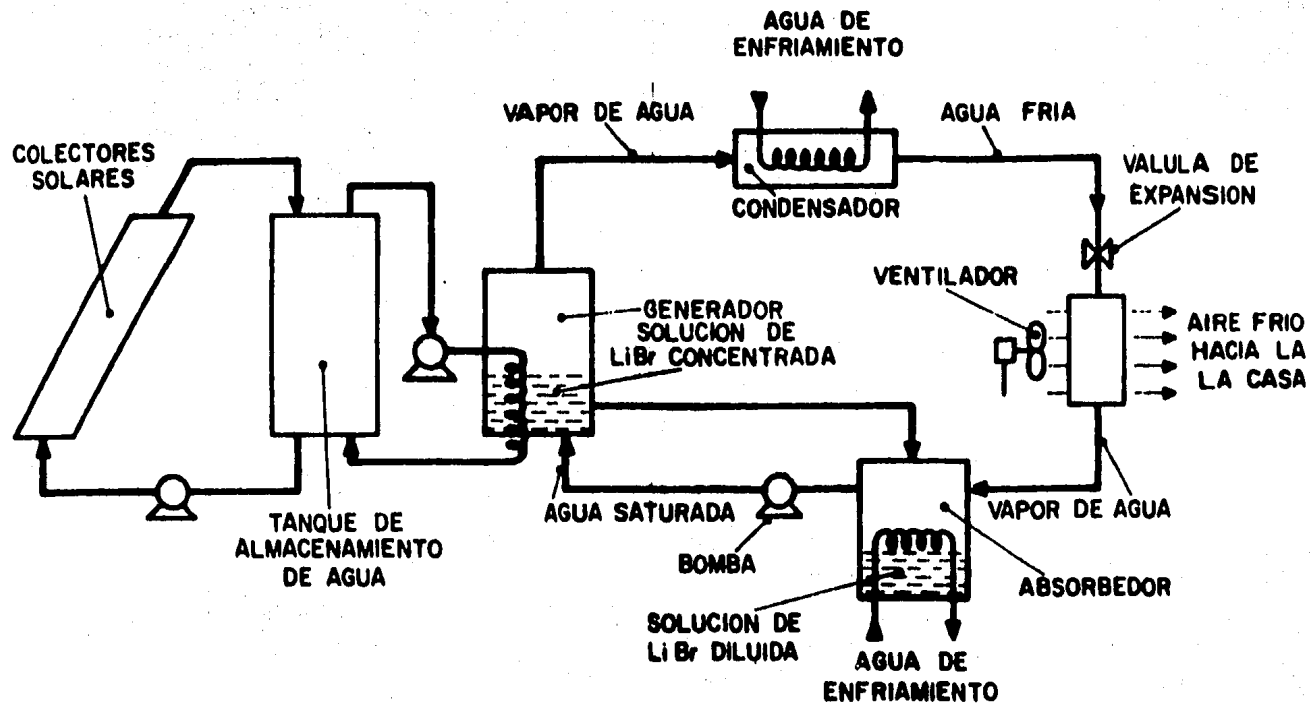 AGUA DE
ENFRIAMIENTO
VAPOR DE AGUA
AGUA FRIA
COLECTORES
SOLARES
VALULA DE
EXPANSION
CONDENSADOR
VENTILADOR
GENERADOR
SOLUCION DE
LiBr CONCENTRADA
AIRE FRIO
HACIA LA
LA CASA
AGUA SATURADA
VAPOR DE AGUA
TANQUE DE
ALMACENAMIENTO
DE AGUA
BOMBA
ABSORBEDOR
SOLUCION DE
LiBr DILUIDA
AGUA DE
ENFRIAMIENTO